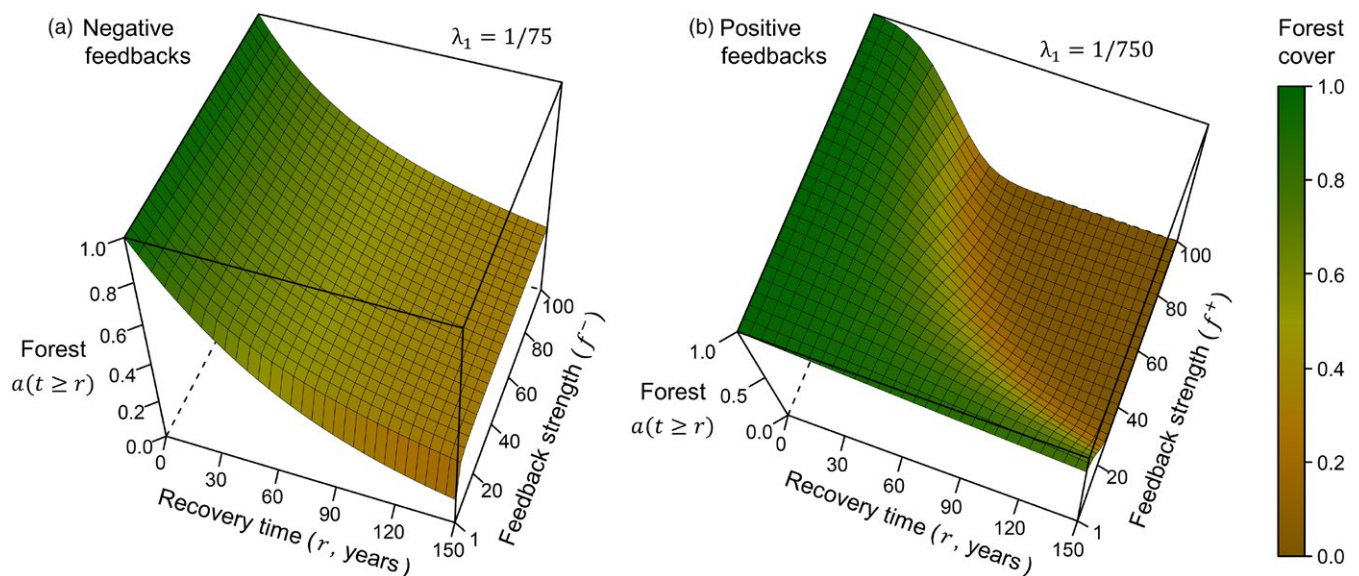 (a) Negative
feedbacks
λ₁ = 1/75
1.0
0.8
0.6
0.4
0.2
0.0
Forest
a(t ≥ r)
0
30
60
90
120
150
Recovery time (r, years)
1
20
40
60
80
100
Feedback strength (f⁻)
(b) Positive
feedbacks
λ₁ = 1/750
1.0
0.5
0.0
Forest
a(t ≥ r)
0
30
60
90
120
150
Recovery time (r, years)
1
20
40
60
80
100
Feedback strength (f⁺)
Forest
cover
1.0
0.8
0.6
0.4
0.2
0.0